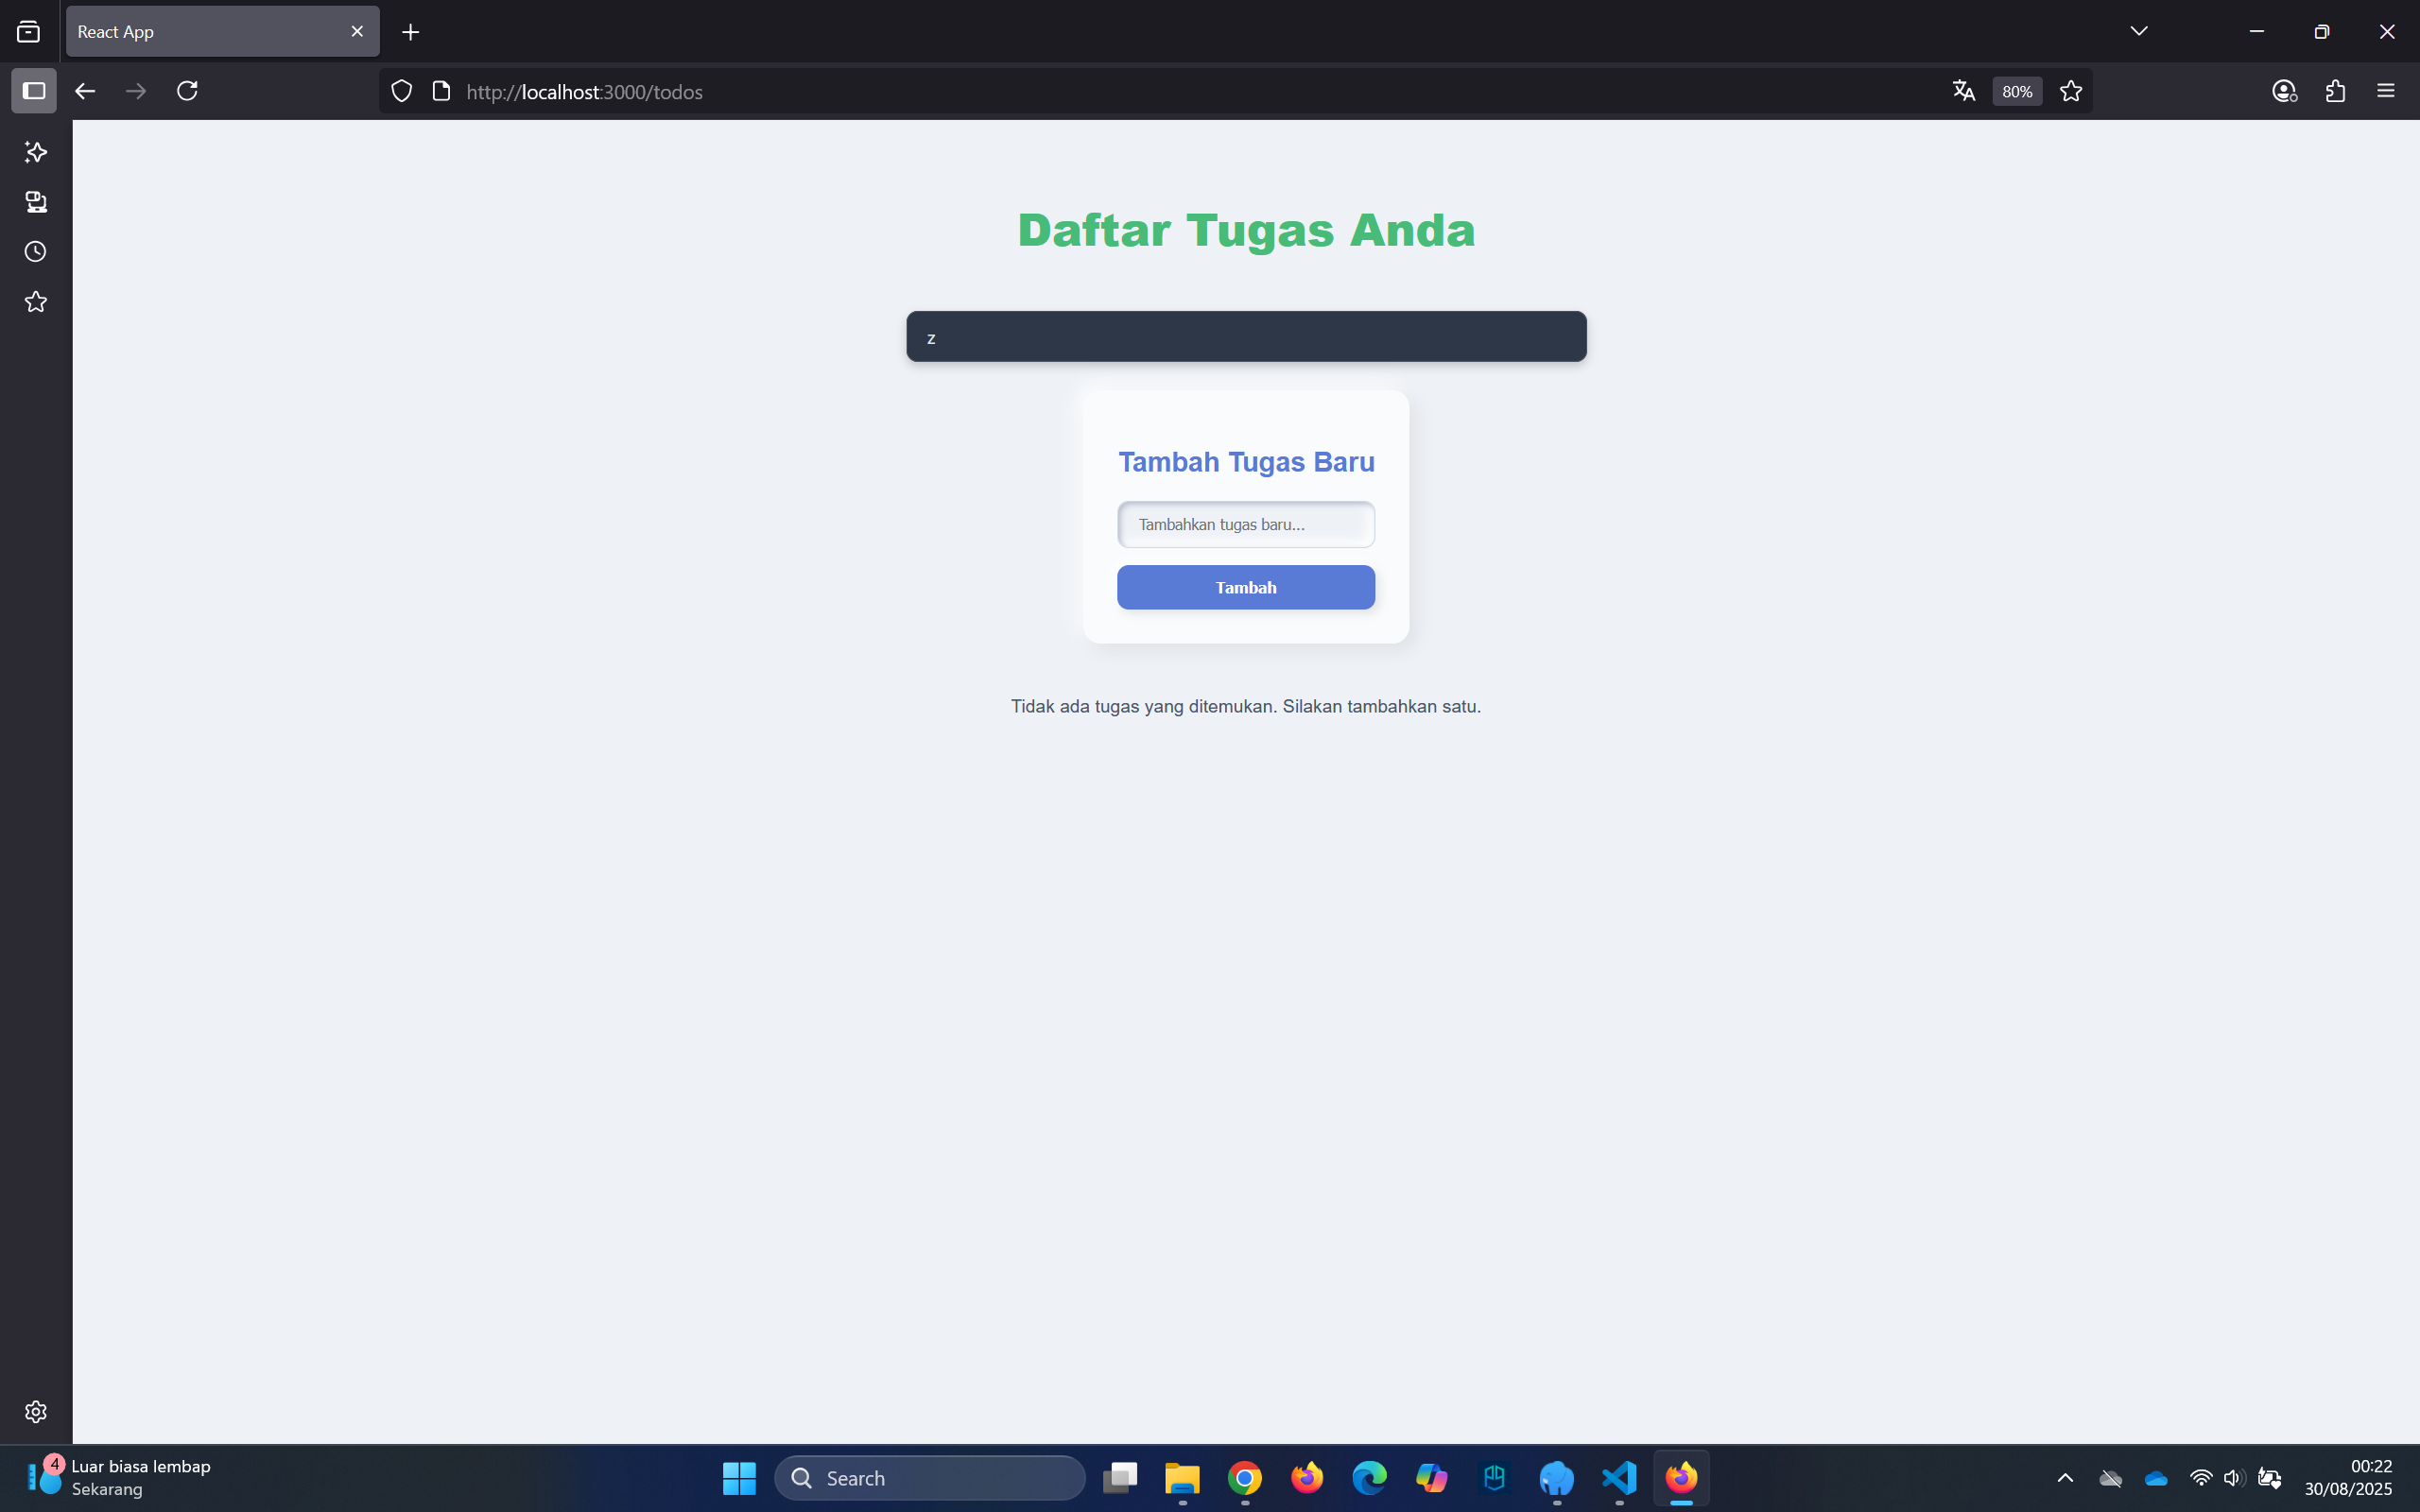 React App
http://localhost:3000/todos
80%
Daftar Tugas Anda
z
Tambah Tugas Baru
Tambahkan tugas baru...
Tambah
Tidak ada tugas yang ditemukan. Silakan tambahkan satu.
4
Luar biasa lembap
Sekarang
Search
00:22
30/08/2025